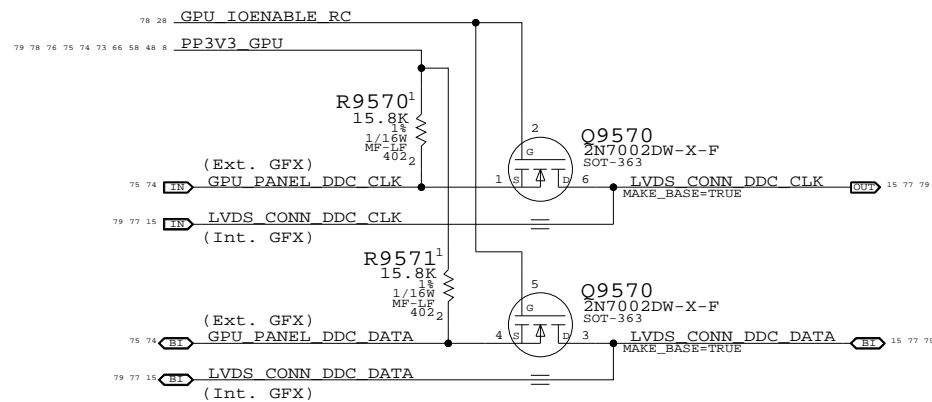 78 28 GPU_IOENABLE_RC
79 78 76 75 74 73 66 58 48 8 PP3V3_GPU
R9570 1
15.8K
1%
1/16W
MF-LF
402 2
2
Q9570
2N7002DW-X-F
SOT-363
G
(Ext. GFX)
75 74 IN GPU_PANEL_DDC_CLK 1 S D 6 LVDS_CONN_DDC_CLK OUT 15 77 79
MAKE_BASE=TRUE
79 77 15 IN LVDS_CONN_DDC_CLK
(Int. GFX)
R9571 1
15.8K
1%
1/16W
MF-LF
402 2
5
Q9570
2N7002DW-X-F
SOT-363
G
(Ext. GFX)
75 74 BI GPU_PANEL_DDC_DATA 4 S D 3 LVDS_CONN_DDC_DATA BI 15 77 79
MAKE_BASE=TRUE
79 77 15 BI LVDS_CONN_DDC_DATA
(Int. GFX)